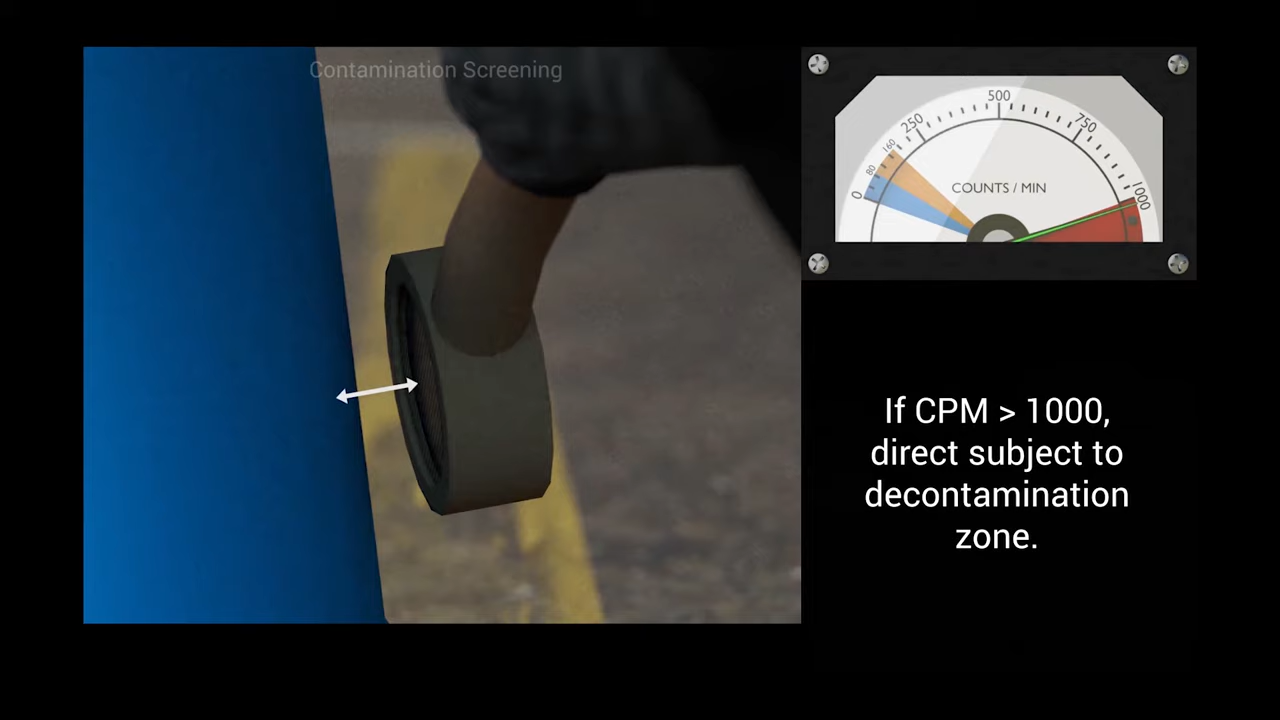 Contamination Screening
0
80
160
250
500
750
1000
COUNTS / MIN
If CPM > 1000,
direct subject to
decontamination
zone.